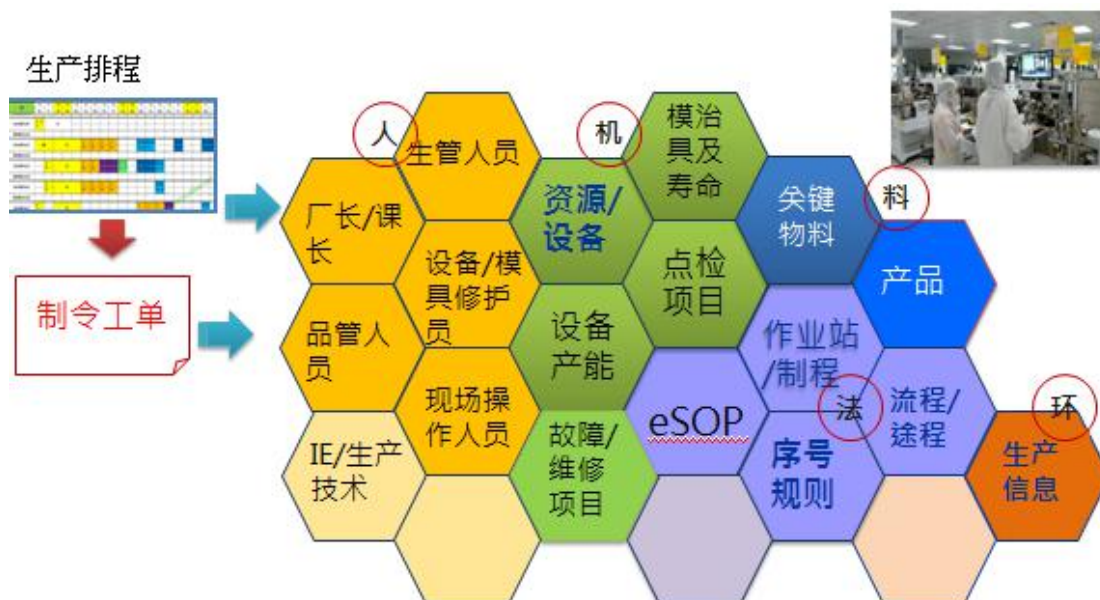 生产排程
制令工单
人
生管人员
厂长/课
长
设备/模
具修护
员
品管人
员
现场操
作人员
IE/生产
技术
机
模治
具及
寿命
资源/
设备
点检
项目
设备
产能
故障/
维修
项目
料
关键
物料
产品
法
作业站
/制程
eSOP
序号
规则
流程/
途程
环
生产
信息